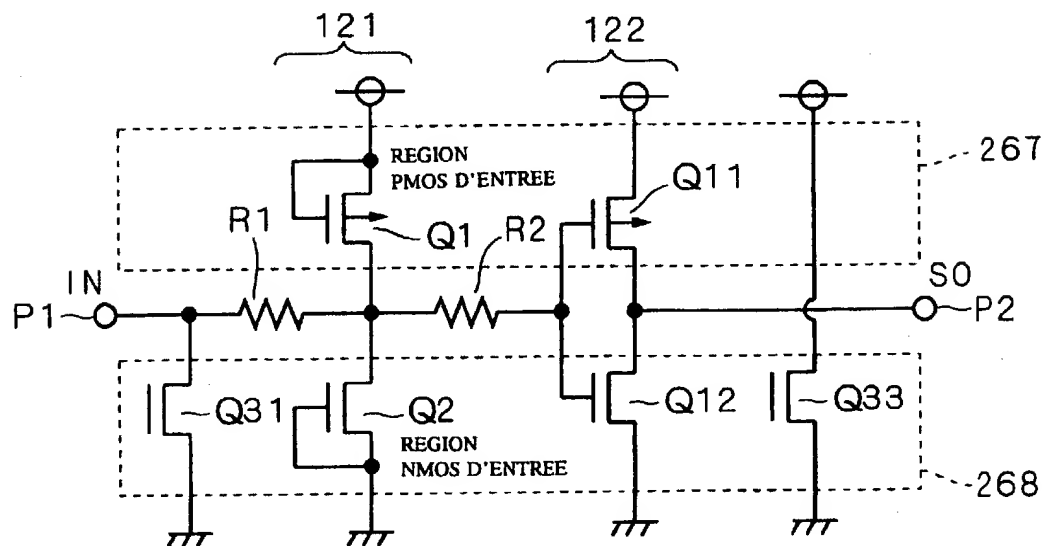 121
122
REGION
PMOS D'ENTREE
267
Q11
R1
Q1
R2
IN
S0
P1
P2
Q31
Q2
Q12
Q33
REGION
NMOS D'ENTREE
268